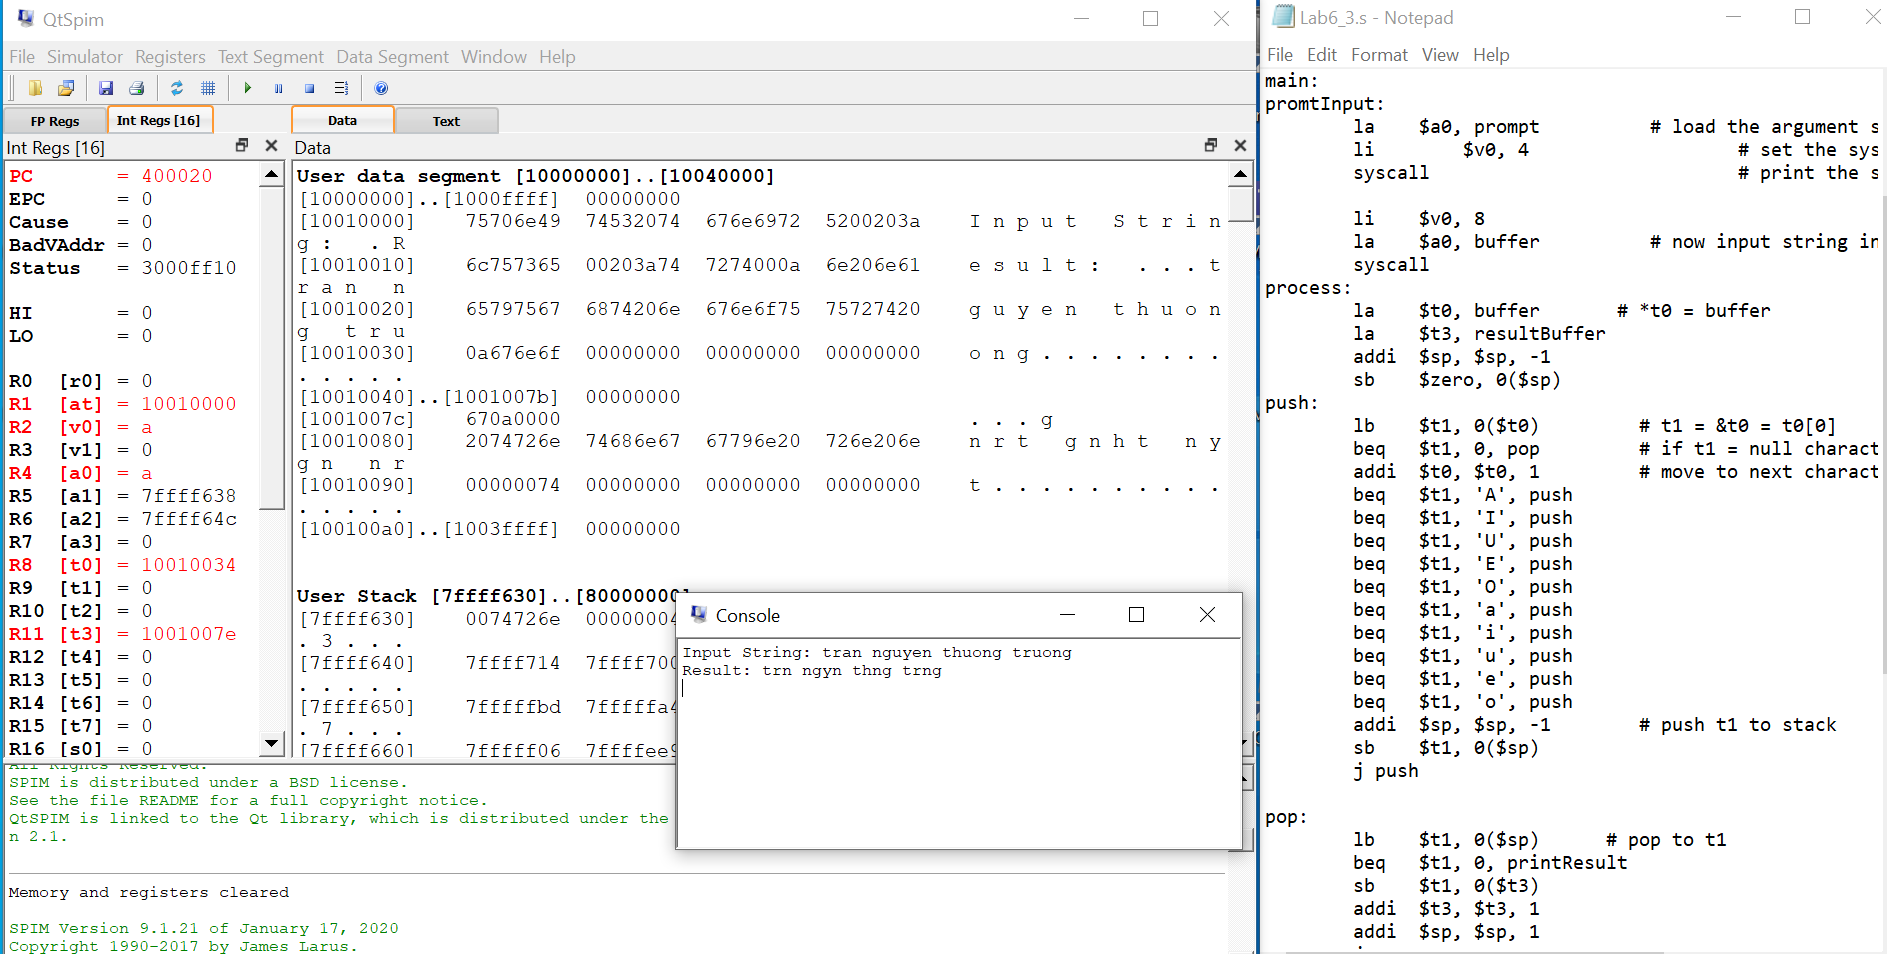 QtSpim
File Simulator Registers Text Segment Data Segment Window Help
FP Regs Int Regs [16] Data Text
Int Regs [16]
PC = 400020
EPC = 0
Cause = 0
BadVAddr = 0
Status = 3000ff10
HI = 0
LO = 0
R0 [r0] = 0
R1 [at] = 10010000
R2 [v0] = a
R3 [v1] = 0
R4 [a0] = a
R5 [a1] = 7ffff638
R6 [a2] = 7ffff64c
R7 [a3] = 0
R8 [t0] = 10010034
R9 [t1] = 0
R10 [t2] = 0
R11 [t3] = 1001007e
R12 [t4] = 0
R13 [t5] = 0
R14 [t6] = 0
R15 [t7] = 0
R16 [s0] = 0
Data
User data segment [10000000]..[10040000]
[10000000]..[1000ffff] 00000000
[10010000] 75706e49 74532074 676e6972 5200203a I n p u t S t r i n
g : . R
[10010010] 6c757365 00203a74 7274000a 6e206e61 e s u l t : . . . t
r a n n
[10010020] 65797567 6874206e 676e6f75 75727420 g u y e n t h u o n
g t r u
[10010030] 0a676e6f 00000000 00000000 00000000 o n g . . . . . . . .
. . . . .
[10010040]..[1001007b] 00000000
[1001007c] 670a0000 . . . g
[10010080] 2074726e 74686e67 67796e20 726e206e n r t g n h t n y
g n n r
[10010090] 00000074 00000000 00000000 00000000 t . . . . . . . . . .
. . . . .
[100100a0]..[1003ffff] 00000000
User Stack [7ffff630]..[80000000]
[7ffff630] 0074726e 00000004
. 3 . . .
[7ffff640] 7ffff714 7ffff700
. . . . .
[7ffff650] 7fffffbd 7fffffa4
. 7 . . .
[7ffff660] 7fffff06 7ffffee9
All Rights Reserved.
SPIM is distributed under a BSD license.
See the file README for a full copyright notice.
QtSPIM is linked to the Qt library, which is distributed under the
n 2.1.
Memory and registers cleared
SPIM Version 9.1.21 of January 17, 2020
Copyright 1990-2017 by James Larus.
Console
Input String: tran nguyen thuong truong
Result: trn ngyn thng trng
Lab6_3.s - Notepad
File Edit Format View Help
main:
promtInput:
la $a0, prompt # load the argument s
li $v0, 4 # set the sys
syscall # print the s
li $v0, 8
la $a0, buffer # now input string in
syscall
process:
la $t0, buffer # *t0 = buffer
la $t3, resultBuffer
addi $sp, $sp, -1
sb $zero, 0($sp)
push:
lb $t1, 0($t0) # t1 = &t0 = t0[0]
beq $t1, 0, pop # if t1 = null charact
addi $t0, $t0, 1 # move to next charact
beq $t1, 'A', push
beq $t1, 'I', push
beq $t1, 'U', push
beq $t1, 'E', push
beq $t1, 'O', push
beq $t1, 'a', push
beq $t1, 'i', push
beq $t1, 'u', push
beq $t1, 'e', push
beq $t1, 'o', push
addi $sp, $sp, -1 # push t1 to stack
sb $t1, 0($sp)
j push
pop:
lb $t1, 0($sp) # pop to t1
beq $t1, 0, printResult
sb $t1, 0($t3)
addi $t3, $t3, 1
addi $sp, $sp, 1